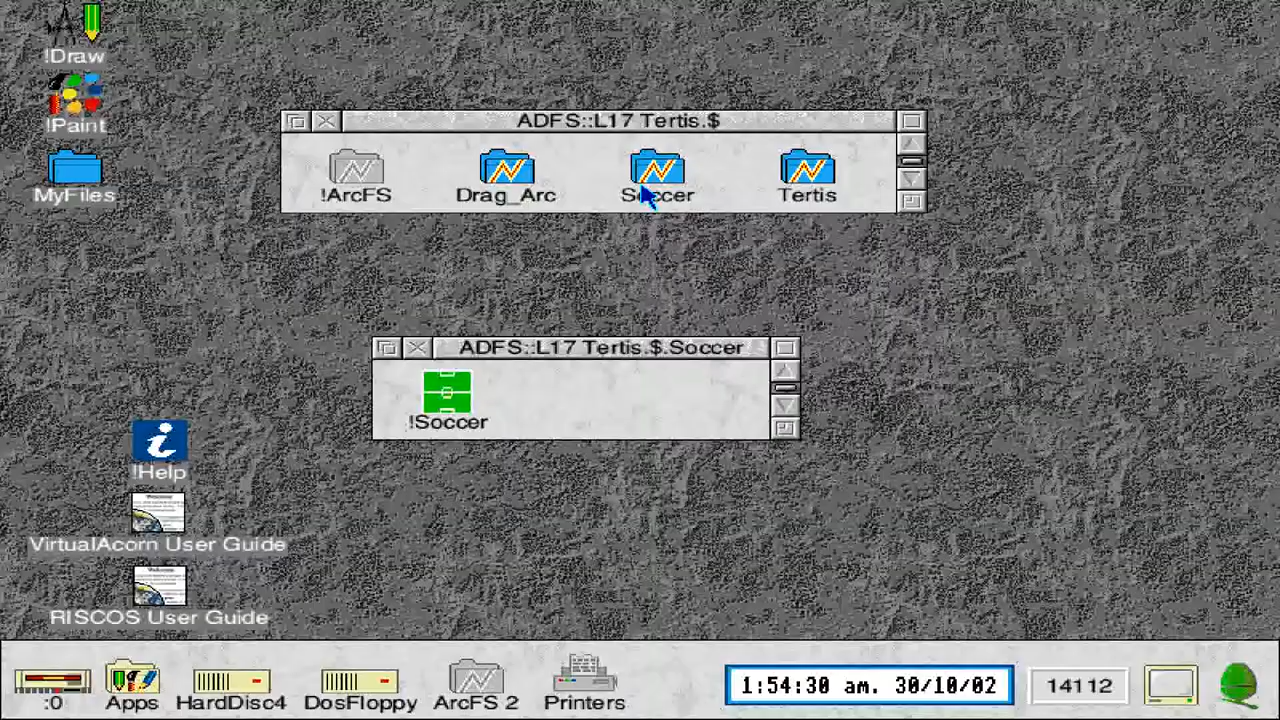 !Draw
!Paint
MyFiles
ADFS::L17 Tertis.$
!ArcFS
Drag_Arc
Soccer
Tertis
ADFS::L17 Tertis.$.Soccer
!Soccer
!Help
VirtualAcorn User Guide
RISCOS User Guide
:0
Apps
HardDisc4
DosFloppy
ArcFS 2
Printers
1:54:30 am. 30/10/02
14112